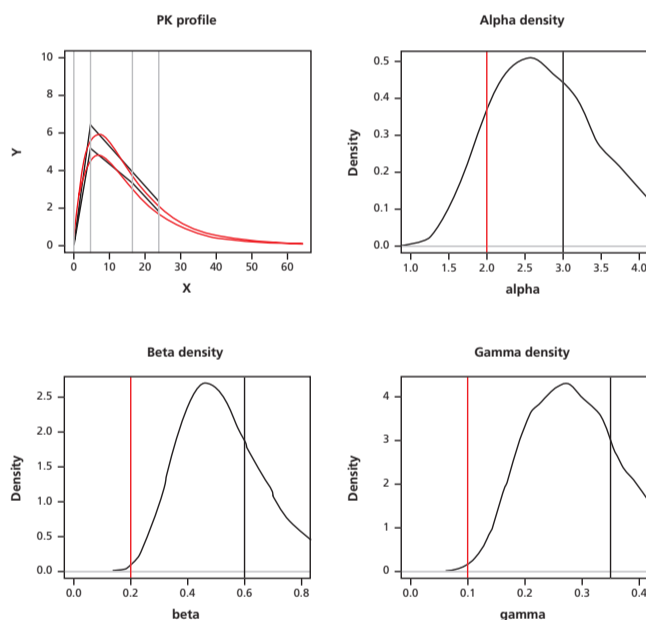 PK profile
10
8
6
4
2
0
Y
0 10 20 30 40 50 60
X
Alpha density
0.5
0.4
0.3
0.2
0.1
0.0
Density
1.0 1.5 2.0 2.5 3.0 3.5 4.0
alpha
Beta density
2.5
2.0
1.5
1.0
0.5
0.0
Density
0.0 0.2 0.4 0.6 0.8
beta
Gamma density
4
3
2
1
0
Density
0.0 0.1 0.2 0.3 0.4
gamma